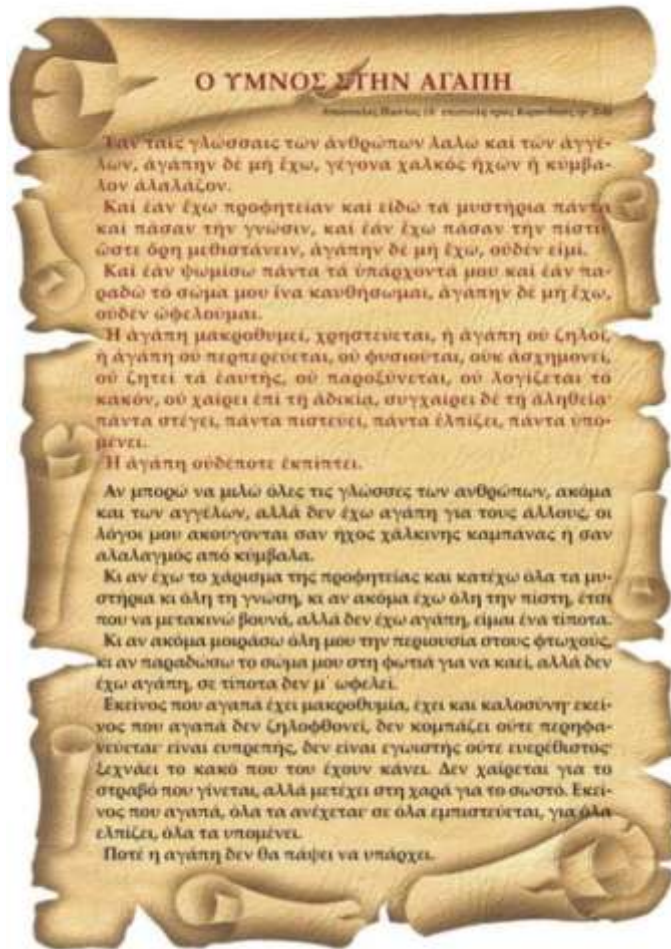 Ο ΥΜΝΟΣ ΣΤΗΝ ΑΓΑΠΗ
Ἐὰν ταῖς γλώσσαις τῶν ἀνθρώπων λαλῶ καὶ τῶν ἀγγέ-
λων, ἀγάπην δὲ μὴ ἔχω, γέγονα χαλκὸς ἠχῶν ἢ κύμβα-
λον ἀλαλάζον.
Καὶ ἐὰν ἔχω προφητείαν καὶ εἰδῶ τὰ μυστήρια πάντα
καὶ πᾶσαν τὴν γνῶσιν, καὶ ἐὰν ἔχω πᾶσαν τὴν πίστιν,
ὥστε ὄρη μεθιστάνειν, ἀγάπην δὲ μὴ ἔχω, οὐδέν εἰμι.
Καὶ ἐὰν ψωμίσω πάντα τὰ ὑπάρχοντά μου καὶ ἐὰν πα-
ραδῶ τὸ σῶμα μου ἵνα καυθήσωμαι, ἀγάπην δὲ μὴ ἔχω,
οὐδὲν ὠφελοῦμαι.
Ἡ ἀγάπη μακροθυμεῖ, χρηστεύεται, ἡ ἀγάπη οὐ ζηλοῖ,
ἡ ἀγάπη οὐ περπερεύεται, οὐ φυσιοῦται, οὐκ ἀσχημονεῖ,
οὐ ζητεῖ τὰ ἑαυτῆς, οὐ παροξύνεται, οὐ λογίζεται τὸ
κακόν, οὐ χαίρει ἐπὶ τῇ ἀδικίᾳ, συγχαίρει δὲ τῇ ἀληθείᾳ·
πάντα στέγει, πάντα πιστεύει, πάντα ἐλπίζει, πάντα ὑπο-
μένει.
Ἡ ἀγάπη οὐδέποτε ἐκπίπτει.
Αν μπορώ να μιλώ όλες τις γλώσσες των ανθρώπων, ακόμα
και των αγγέλων, αλλά δεν έχω αγάπη για τους άλλους, οι
λόγοι μου ακούγονται σαν ήχος χάλκινης καμπάνας ή σαν
αλαλαγμός από κύμβαλα.
Κι αν έχω το χάρισμα της προφητείας και κατέχω όλα τα μυ-
στήρια κι όλη τη γνώση, κι αν ακόμα έχω όλη την πίστη, έτσι
που να μετακινώ βουνά, αλλά δεν έχω αγάπη, είμαι ένα τίποτα.
Κι αν ακόμα μοιράσω όλη μου την περιουσία στους φτωχούς,
κι αν παραδώσω το σώμα μου στη φωτιά για να καεί, αλλά δεν
έχω αγάπη, σε τίποτα δεν μ' ωφελεί.
Εκείνος που αγαπά έχει μακροθυμία, έχει και καλοσύνη· εκεί-
νος που αγαπά δεν ζηλοφθονεί, δεν κομπάζει ούτε περηφα-
νεύεται· είναι ευπρεπής, δεν είναι εγωιστής ούτε ευερέθιστος·
ξεχνάει το κακό που του έχουν κάνει. Δεν χαίρεται για το
στραβό που γίνεται, αλλά μετέχει στη χαρά για το σωστό. Εκεί-
νος που αγαπά, όλα τα ανέχεται· σε όλα εμπιστεύεται, για όλα
ελπίζει, όλα τα υπομένει.
Ποτέ η αγάπη δεν θα πάψει να υπάρχει.